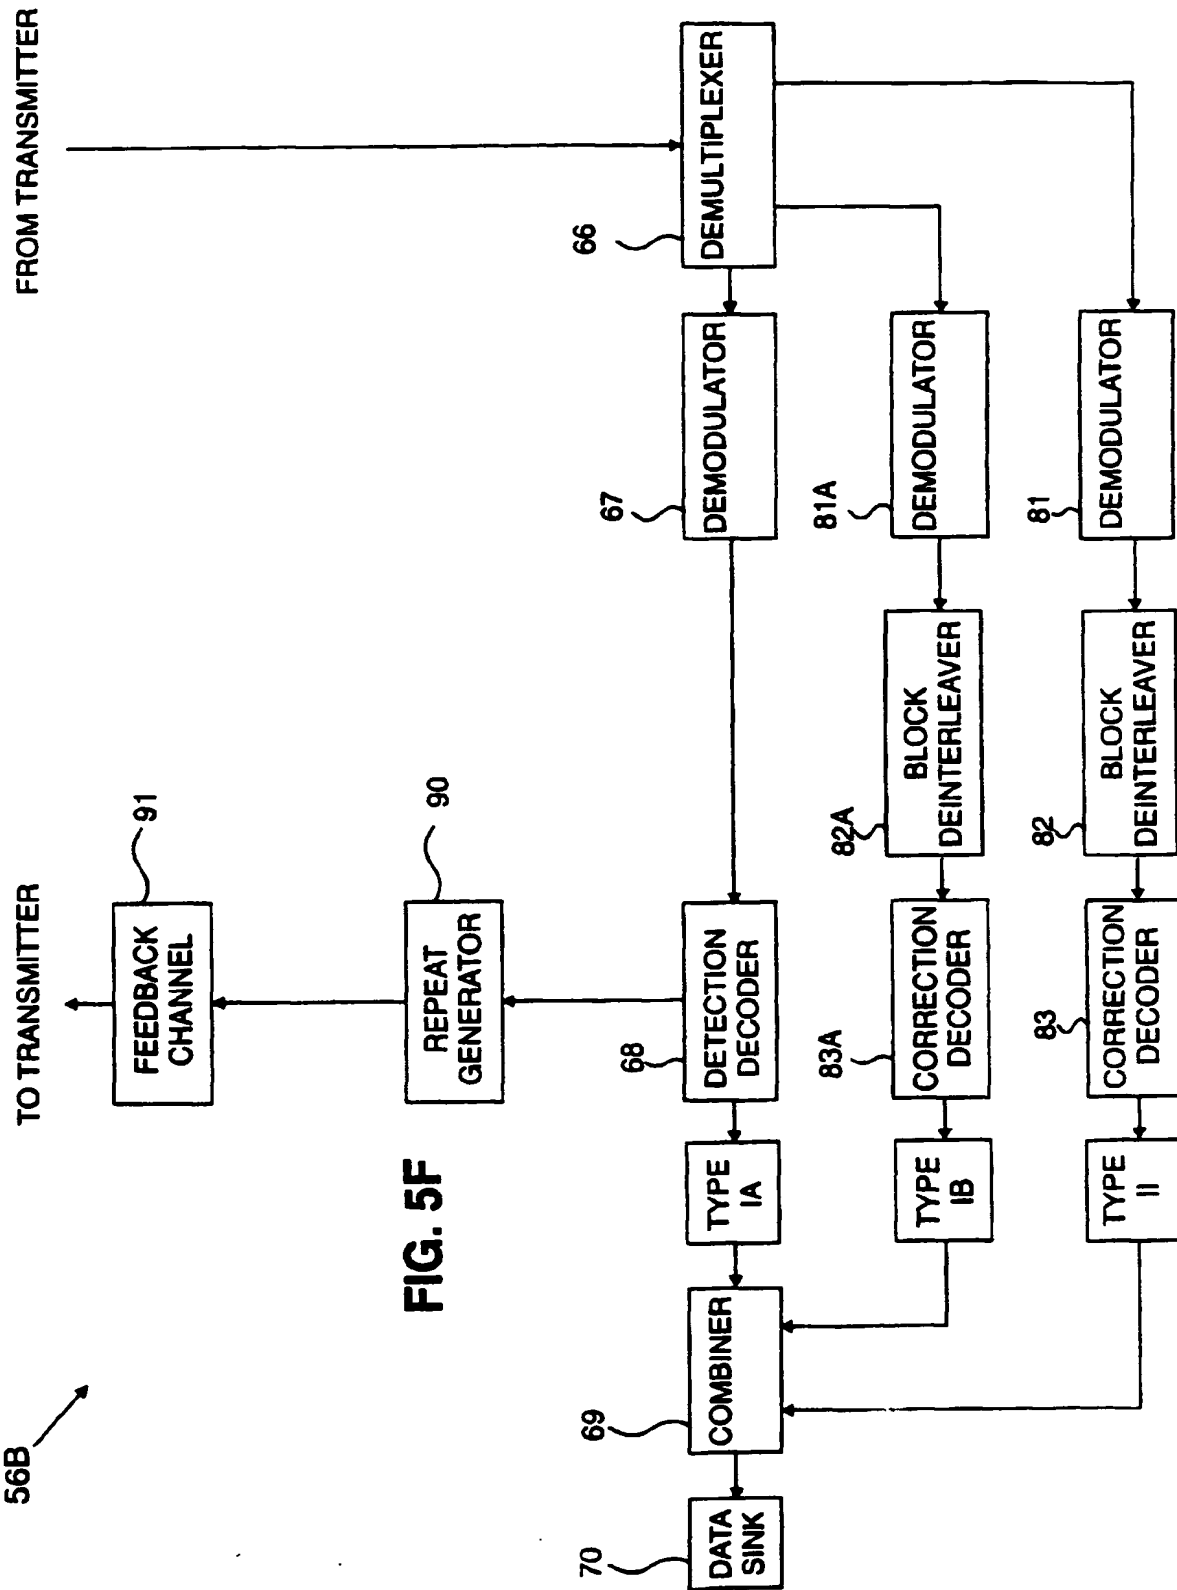 56B
TO TRANSMITTER
FROM TRANSMITTER
FEEDBACK
CHANNEL
91
REPEAT
GENERATOR
90
FIG. 5F
70
DATA
SINK
69
COMBINER
TYPE
IA
68
DETECTION
DECODER
67
DEMODULATOR
66
DEMULTIPLEXER
TYPE
IB
83A
CORRECTION
DECODER
82A
BLOCK
DEINTERLEAVER
81A
DEMODULATOR
TYPE
II
83
CORRECTION
DECODER
82
BLOCK
DEINTERLEAVER
81
DEMODULATOR